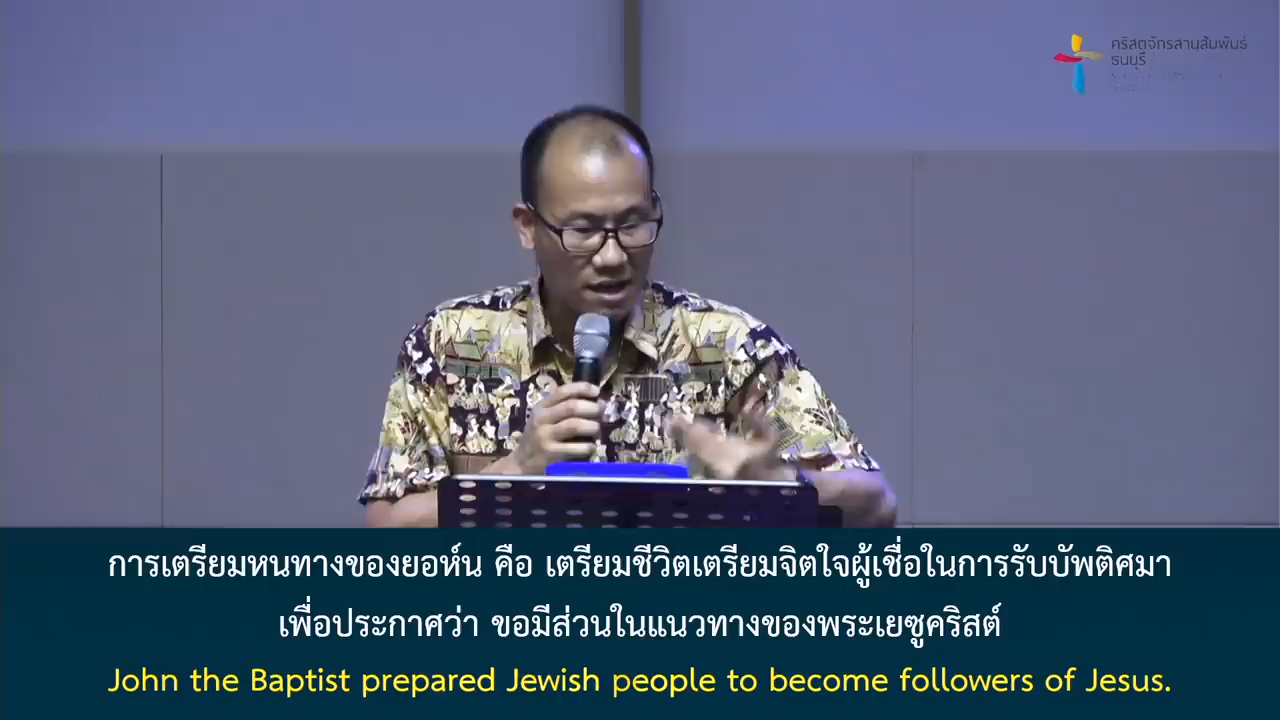 คริสตจักรสานสัมพันธ์
ธนบุรี
การเตรียมหนทางของยอห์น คือ เตรียมชีวิตเตรียมจิตใจผู้เชื่อในการรับบัพติศมา
เพื่อประกาศว่า ขอมีส่วนในแนวทางของพระเยซูคริสต์
John the Baptist prepared Jewish people to become followers of Jesus.